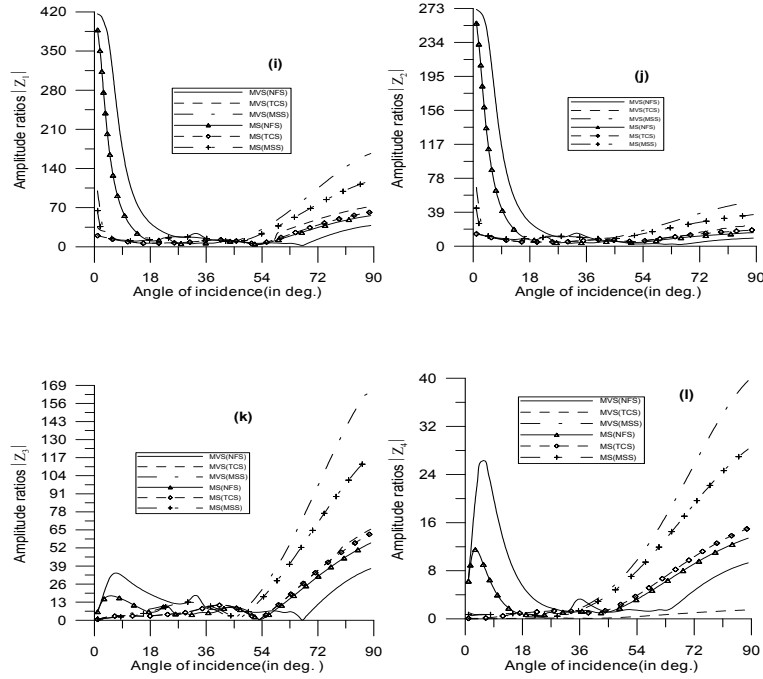 420
350
280
210
140
70
0
Amplitude ratios |Z₁|
(i)
MVS(NFS)
MVS(TCS)
MVS(MSS)
MS(NFS)
MS(TCS)
MS(MSS)
0 18 36 54 72 90
Angle of incidence(in deg.)
273
234
195
156
117
78
39
0
Amplitude ratios |Z₂|
(j)
MVS(NFS)
MVS(TCS)
MVS(MSS)
MS(NFS)
MS(TCS)
MS(MSS)
0 18 36 54 72 90
Angle of incidence(in deg.)
169
156
143
130
117
104
91
78
65
52
39
26
13
0
Amplitude ratios |Z₃|
(k)
MVS(NFS)
MVS(TCS)
MVS(MSS)
MS(NFS)
MS(TCS)
MS(MSS)
0 18 36 54 72 90
Angle of incidence(in deg. )
40
32
24
16
8
0
Amplitude ratios |Z₄|
(l)
MVS(NFS)
MVS(TCS)
MVS(MSS)
MS(NFS)
MS(TCS)
MS(MSS)
0 18 36 54 72 90
Angle of incidence(in deg.)